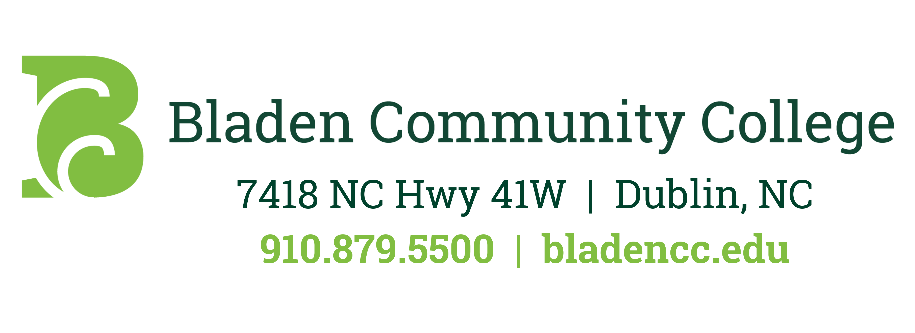 Bladen Community College
7418 NC Hwy 41W | Dublin, NC
910.879.5500 | bladencc.edu